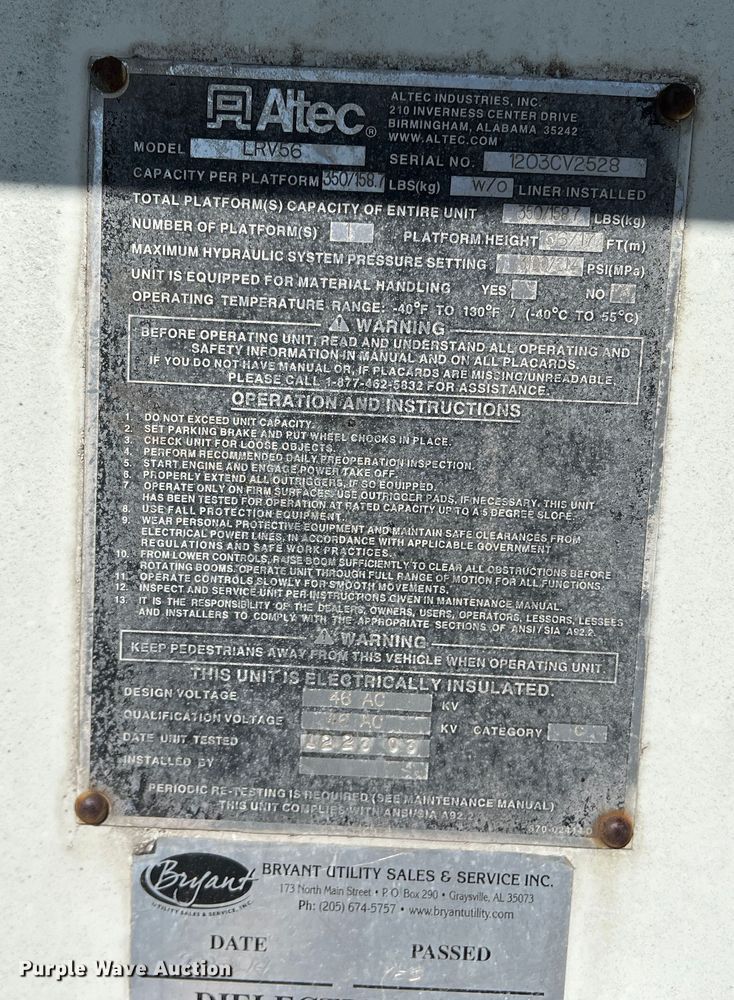 Altec®
ALTEC INDUSTRIES, INC.
210 INVERNESS CENTER DRIVE
BIRMINGHAM, ALABAMA 35242
WWW.ALTEC.COM
MODEL LRV56 SERIAL NO. 1203CV2528
CAPACITY PER PLATFORM 350/158.7 LBS(kg) W/O LINER INSTALLED
TOTAL PLATFORM(S) CAPACITY OF ENTIRE UNIT 350/158.7 LBS(kg)
NUMBER OF PLATFORM(S) 1 PLATFORM HEIGHT FT(m)
MAXIMUM HYDRAULIC SYSTEM PRESSURE SETTING PSI(MPa)
UNIT IS EQUIPPED FOR MATERIAL HANDLING YES NO
OPERATING TEMPERATURE RANGE: -40°F TO 130°F / (-40°C TO 55°C)
⚠ WARNING
BEFORE OPERATING UNIT, READ AND UNDERSTAND ALL OPERATING AND
SAFETY INFORMATION IN MANUAL AND ON ALL PLACARDS.
IF YOU DO NOT HAVE MANUAL OR, IF PLACARDS ARE MISSING/UNREADABLE,
PLEASE CALL 1-877-462-5832 FOR ASSISTANCE.
OPERATION AND INSTRUCTIONS
1. DO NOT EXCEED UNIT CAPACITY.
2. SET PARKING BRAKE AND PUT WHEEL CHOCKS IN PLACE.
3. CHECK UNIT FOR LOOSE OBJECTS.
4. PERFORM RECOMMENDED DAILY PREOPERATION INSPECTION.
5. START ENGINE AND ENGAGE POWER TAKE OFF.
6. PROPERLY EXTEND ALL OUTRIGGERS, IF SO EQUIPPED.
7. OPERATE ONLY ON FIRM SURFACES, USE OUTRIGGER PADS, IF NECESSARY. THIS UNIT
HAS BEEN TESTED FOR OPERATION AT RATED CAPACITY UP TO A 5 DEGREE SLOPE.
8. USE FALL PROTECTION EQUIPMENT.
9. WEAR PERSONAL PROTECTIVE EQUIPMENT AND MAINTAIN SAFE CLEARANCES FROM
ELECTRICAL POWER LINES, IN ACCORDANCE WITH APPLICABLE GOVERNMENT
REGULATIONS AND SAFE WORK PRACTICES.
10. FROM LOWER CONTROLS, RAISE BOOM SUFFICIENTLY TO CLEAR ALL OBSTRUCTIONS BEFORE
ROTATING BOOMS. OPERATE UNIT THROUGH FULL RANGE OF MOTION FOR ALL FUNCTIONS.
11. OPERATE CONTROLS SLOWLY FOR SMOOTH MOVEMENTS.
12. INSPECT AND SERVICE UNIT PER INSTRUCTIONS GIVEN IN MAINTENANCE MANUAL.
13. IT IS THE RESPONSIBILITY OF THE DEALERS, OWNERS, USERS, OPERATORS, LESSORS, LESSEES
AND INSTALLERS TO COMPLY WITH THE APPROPRIATE SECTIONS OF ANSI/SIA A92.2.
⚠ WARNING
KEEP PEDESTRIANS AWAY FROM THIS VEHICLE WHEN OPERATING UNIT
THIS UNIT IS ELECTRICALLY INSULATED.
DESIGN VOLTAGE 46 AC KV
QUALIFICATION VOLTAGE 46 AC KV CATEGORY C
DATE UNIT TESTED 12 23 03
INSTALLED BY
PERIODIC RE-TESTING IS REQUIRED (SEE MAINTENANCE MANUAL)
THIS UNIT COMPLIES WITH ANSI/SIA A92.2
Bryant
UTILITY SALES & SERVICE, INC.
BRYANT UTILITY SALES & SERVICE INC.
173 North Main Street • P.O Box 290 • Graysville, AL 35073
Ph: (205) 674-5757 • www.bryantutility.com
DATE PASSED
Purple Wave Auction